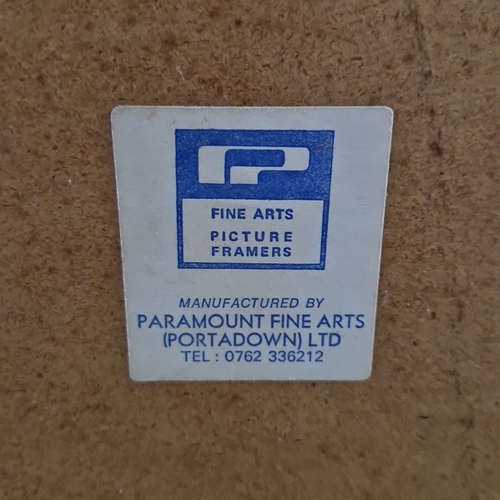 P
FINE ARTS
PICTURE
FRAMERS
MANUFACTURED BY
PARAMOUNT FINE ARTS
(PORTADOWN) LTD
TEL : 0762 336212